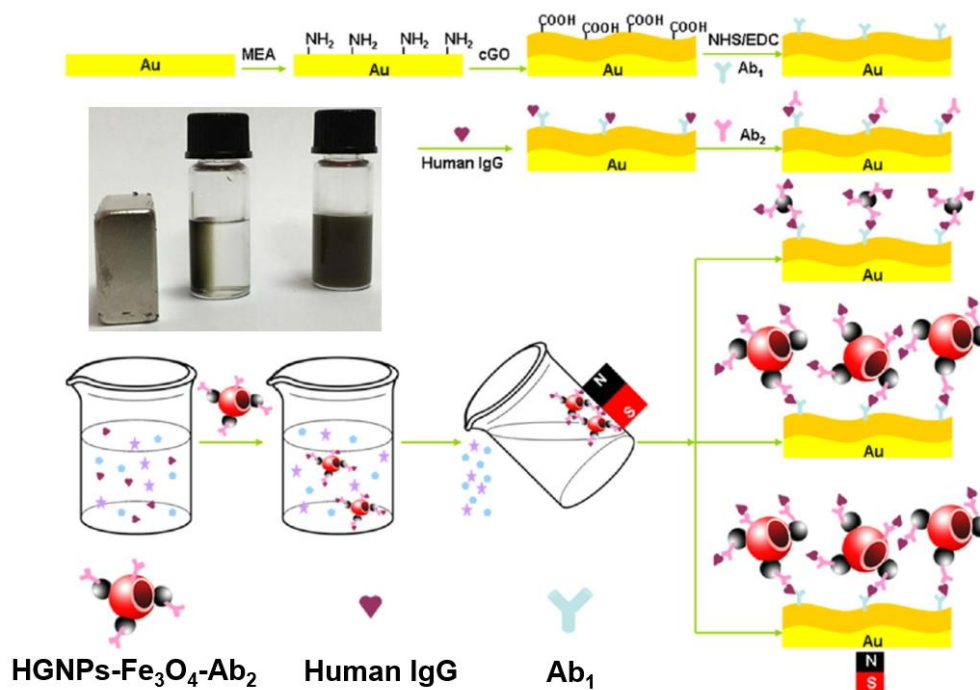 Au
MEA
NH2 NH2 NH2 NH2
Au
cGO
COOH COOH COOH COOH
Au
NHS/EDC
Ab1
Au
Human IgG
Au
Ab2
Au
Au
N
S
Au
Au
N
S
HGNPs-Fe3O4-Ab2
Human IgG
Ab1